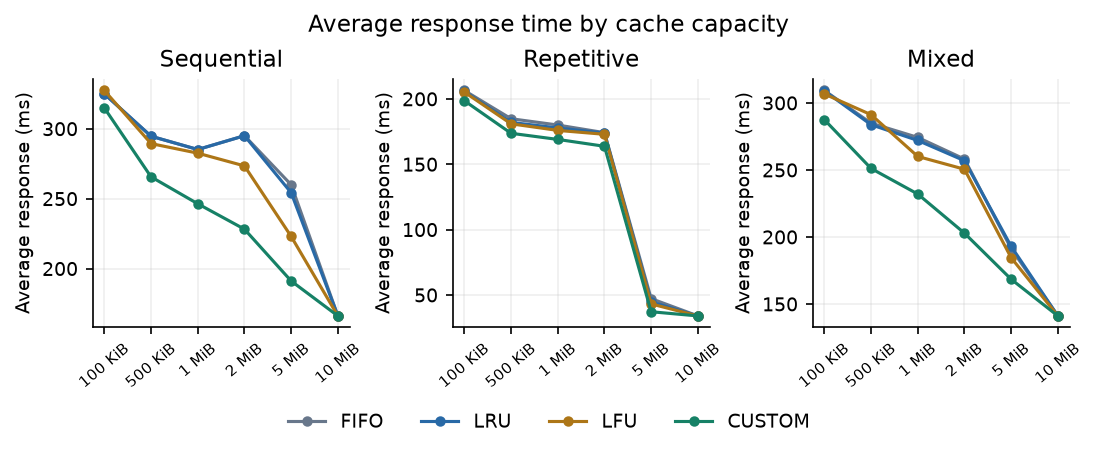 Average response time by cache capacity
Sequential
Repetitive
Mixed
Average response (ms)
300
250
200
100 KiB
500 KiB
1 MiB
2 MiB
5 MiB
10 MiB
Average response (ms)
200
150
100
50
100 KiB
500 KiB
1 MiB
2 MiB
5 MiB
10 MiB
Average response (ms)
300
250
200
150
100 KiB
500 KiB
1 MiB
2 MiB
5 MiB
10 MiB
FIFO
LRU
LFU
CUSTOM